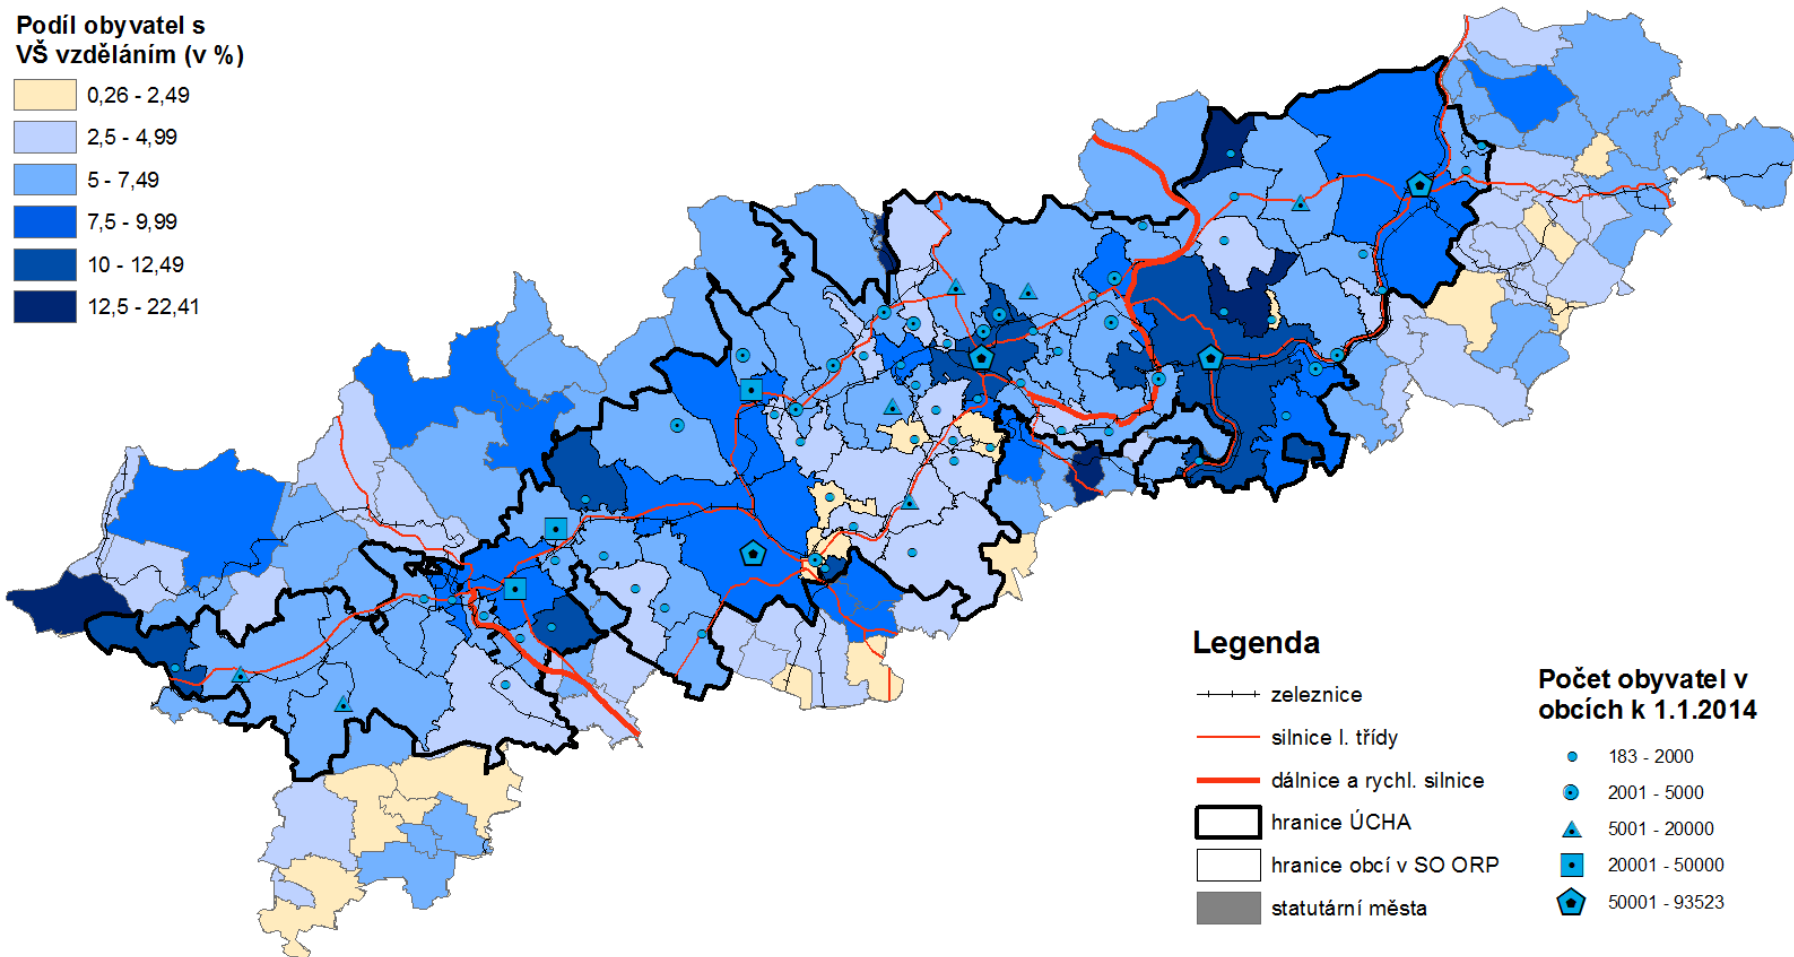 Podíl obyvatel s
VŠ vzděláním (v %)
0,26 - 2,49
2,5 - 4,99
5 - 7,49
7,5 - 9,99
10 - 12,49
12,5 - 22,41
Legenda
zeleznice
silnice I. třídy
dálnice a rychl. silnice
hranice ÚCHA
hranice obcí v SO ORP
statutární města
Počet obyvatel v
obcích k 1.1.2014
183 - 2000
2001 - 5000
5001 - 20000
20001 - 50000
50001 - 93523